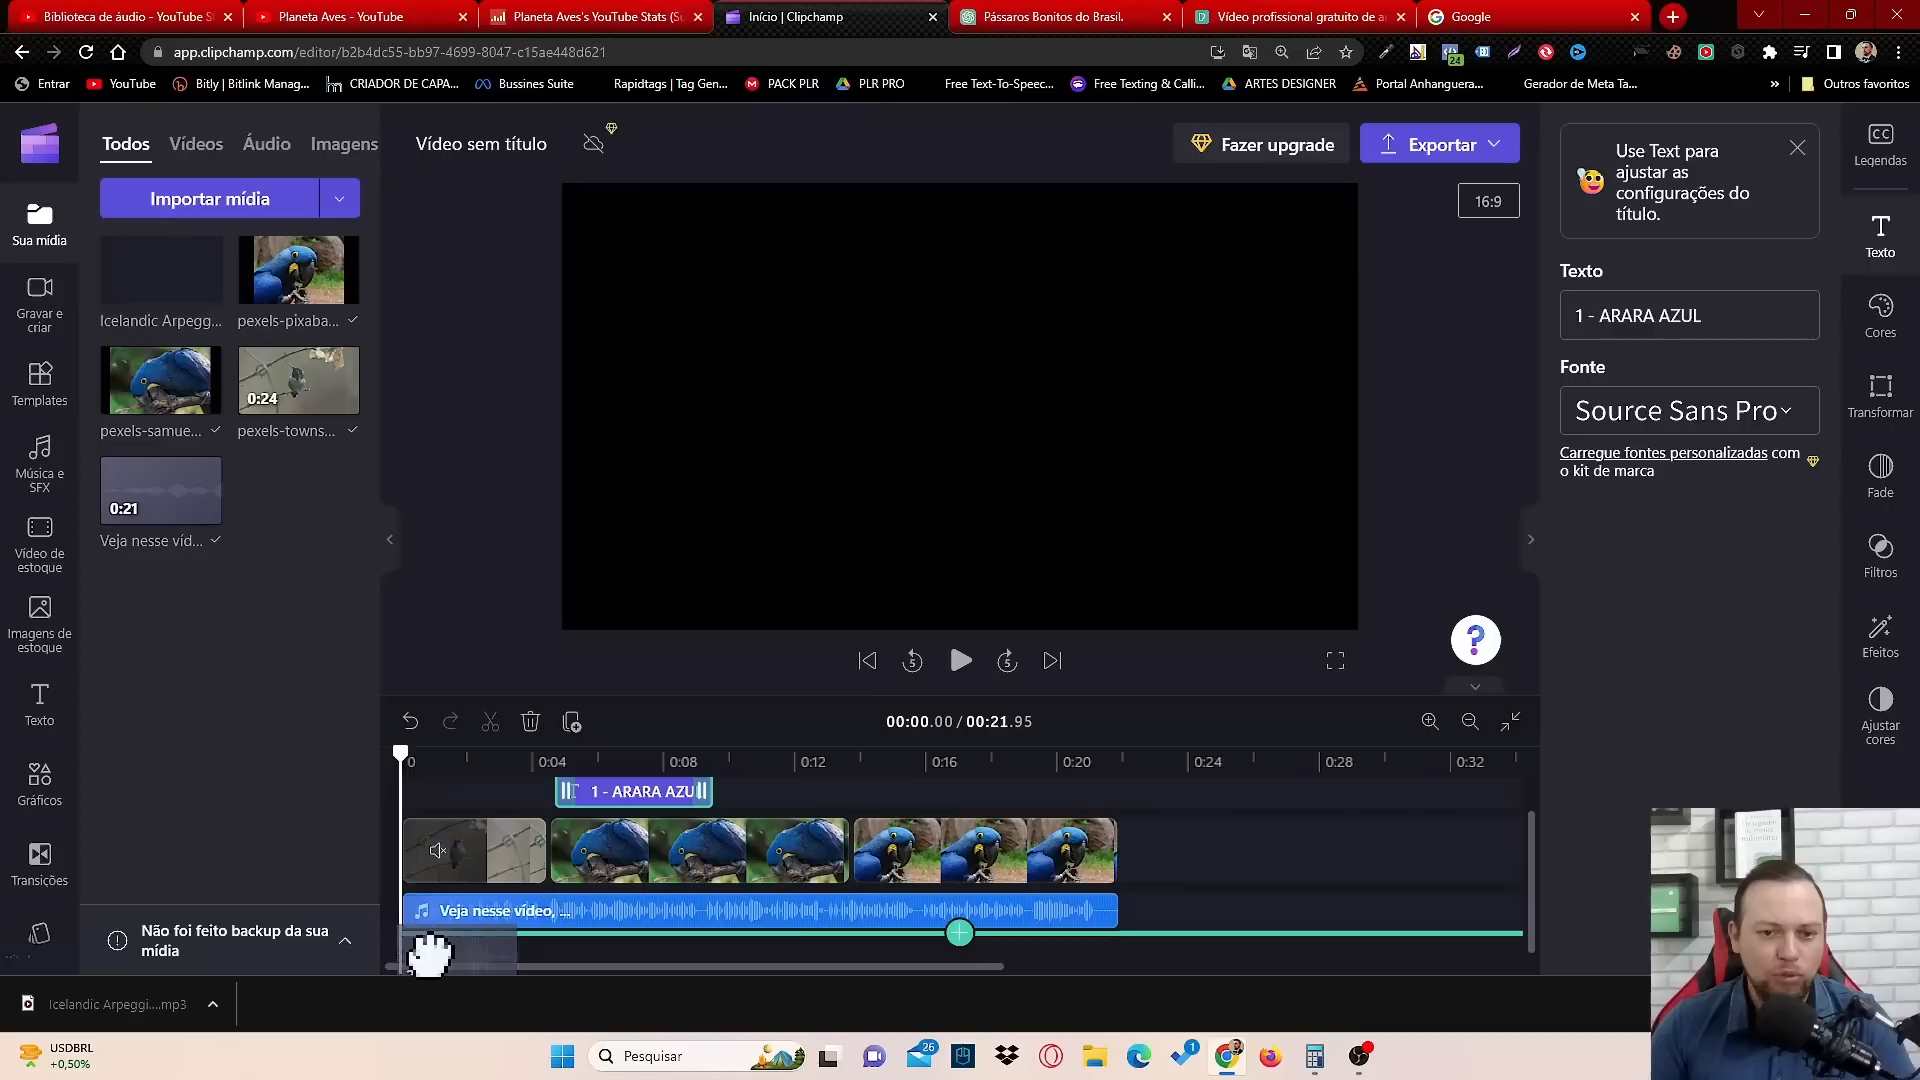 Biblioteca de áudio - YouTube S
Planeta Aves - YouTube
Planeta Aves's YouTube Stats (Su
Início | Clipchamp
Pássaros Bonitos do Brasil.
Vídeo profissional gratuito de a
Google
app.clipchamp.com/editor/b2b4dc55-bb97-4699-8047-c15ae448d621
24
Entrar
YouTube
Bitly | Bitlink Manag...
CRIADOR DE CAPA...
Bussines Suite
Rapidtags | Tag Gen...
PACK PLR
PLR PRO
Free Text-To-Speec...
Free Texting & Calli...
ARTES DESIGNER
Portal Anhanguera...
Gerador de Meta Ta...
»
Outros favoritos
Todos
Vídeos
Áudio
Imagens
Vídeo sem título
Fazer upgrade
Exportar
Importar mídia
16:9
Sua mídia
Gravar e
criar
Templates
Música e
SFX
Vídeo de
estoque
Imagens de
estoque
Texto
Gráficos
Transições
Icelandic Arpegg...
pexels-pixaba...
0:24
pexels-samue...
pexels-towns...
0:21
Veja nesse víd...
Não foi feito backup da sua
mídia
5
5
?
00:00.00 / 00:21.95
0
0:04
0:08
0:12
0:16
0:20
0:24
0:28
0:32
1 - ARARA AZU
Veja nesse vídeo, ...
Use Text para
ajustar as
configurações do
título.
Texto
1 - ARARA AZUL
Fonte
Source Sans Pro
Carregue fontes personalizadas com
o kit de marca
CC
Legendas
Texto
Cores
Transformar
Fade
Filtros
Efeitos
Ajustar
cores
Icelandic Arpeggi....mp3
USDBRL
+0,50%
Pesquisar
26
1